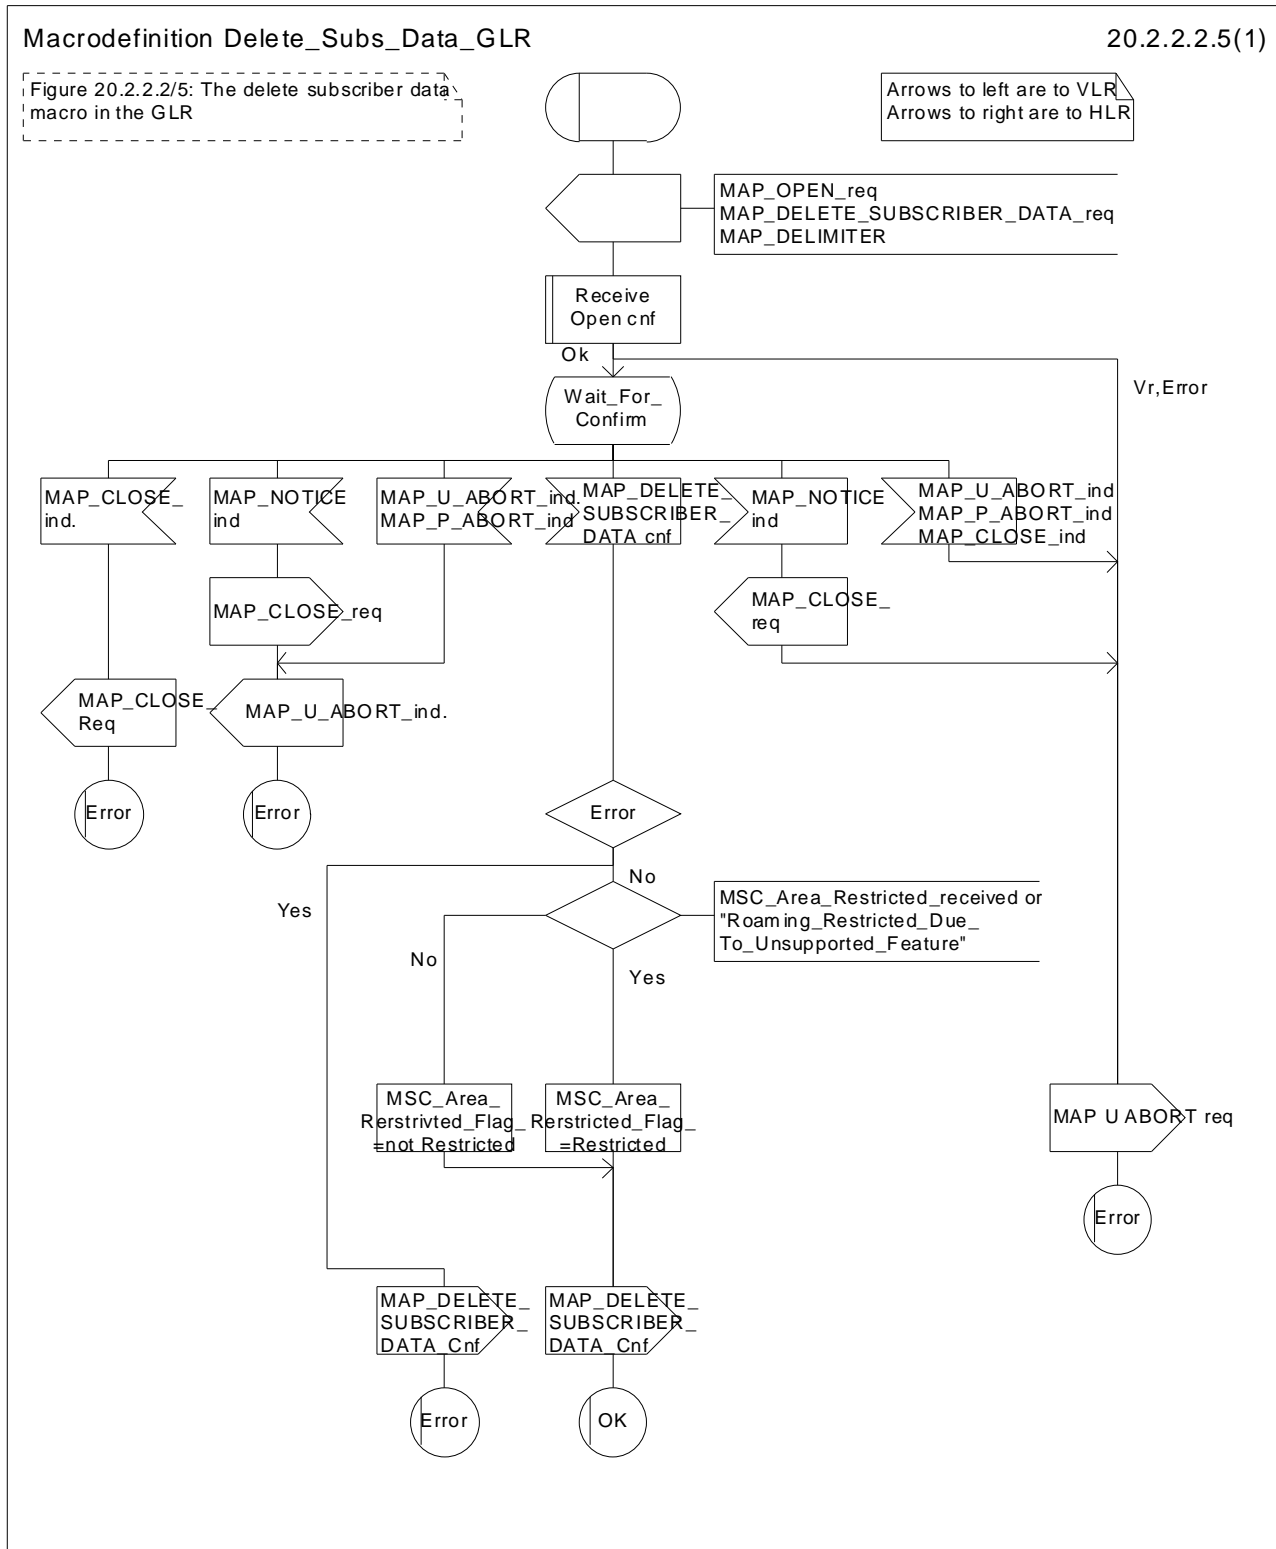 Macrodefinition Delete_Subs_Data_GLR
20.2.2.2.5(1)
Figure 20.2.2.2/5: The delete subscriber data
macro in the GLR
Arrows to left are to VLR
Arrows to right are to HLR
MAP_OPEN_req
MAP_DELETE_SUBSCRIBER_DATA_req
MAP_DELIMITER
Receive
Open cnf
Ok
Vr,Error
Wait_For_
Confirm
MAP_CLOSE_
ind.
MAP_NOTICE
ind
MAP_U_ABORT_ind.
MAP_P_ABORT_ind
MAP_DELETE_
SUBSCRIBER_
DATA cnf
MAP_NOTICE
ind
MAP_U_ABORT_ind
MAP_P_ABORT_ind
MAP_CLOSE_ind
MAP_CLOSE_req
MAP_CLOSE_
req
MAP_CLOSE_
Req
MAP_U_ABORT_ind.
Error
Error
Error
No
Yes
MSC_Area_Restricted_received or
"Roaming_Restricted_Due_
To_Unsupported_Feature"
No
Yes
MSC_Area_
Rerstrivted_Flag_
=not Restricted
MSC_Area_
Rerstricted_Flag_
=Restricted
MAP U ABORT req
Error
MAP_DELETE_
SUBSCRIBER_
DATA_Cnf
MAP_DELETE_
SUBSCRIBER_
DATA_Cnf
Error
OK